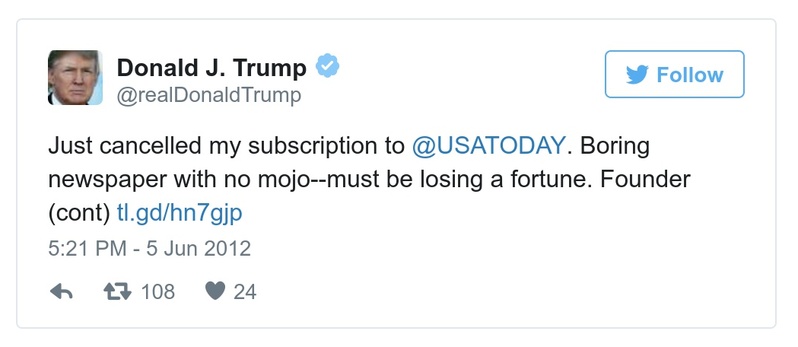 Donald J. Trump
@realDonaldTrump
Follow
Just cancelled my subscription to @USATODAY. Boring
newspaper with no mojo--must be losing a fortune. Founder
(cont) tl.gd/hn7gjp
5:21 PM - 5 Jun 2012
108 24